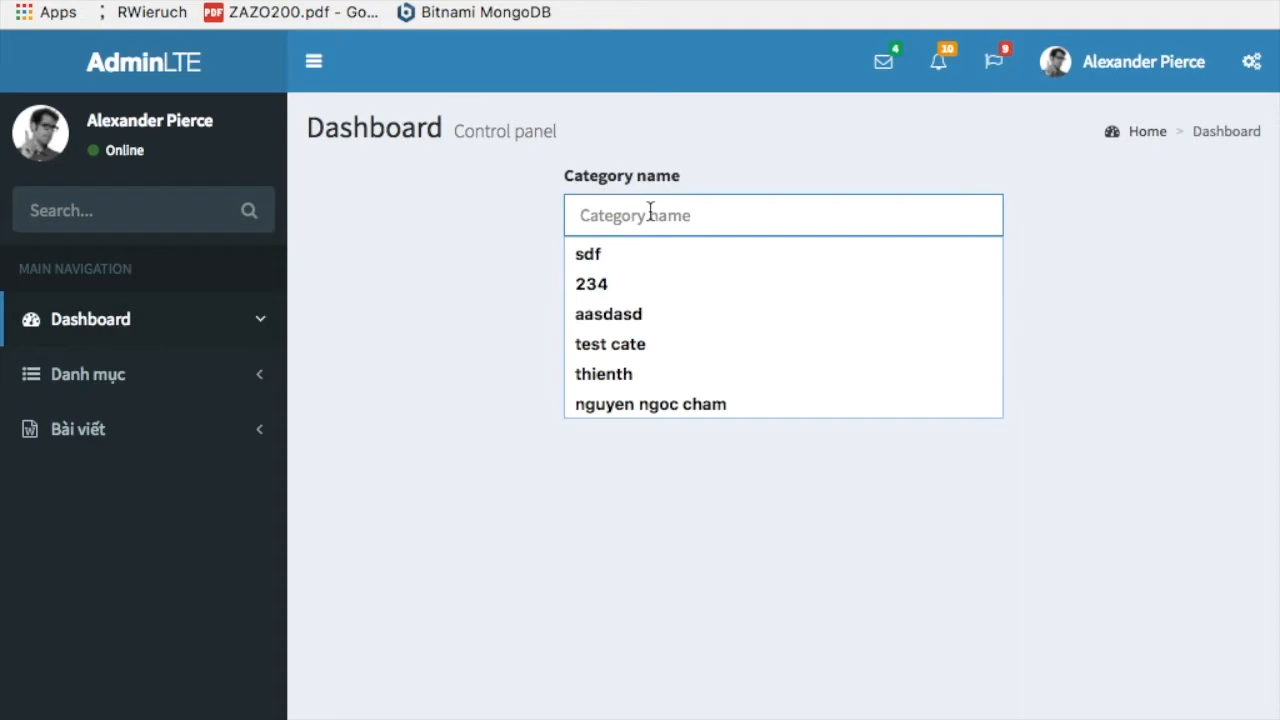 Apps RWieruch PDF ZAZO200.pdf - Go... Bitnami MongoDB
AdminLTE
4 10 9
Alexander Pierce
Alexander Pierce
Online
Search...
MAIN NAVIGATION
Dashboard
Danh mục
Bài viết
Dashboard Control panel
Home > Dashboard
Category name
Category name
sdf
234
aasdasd
test cate
thienth
nguyen ngoc cham